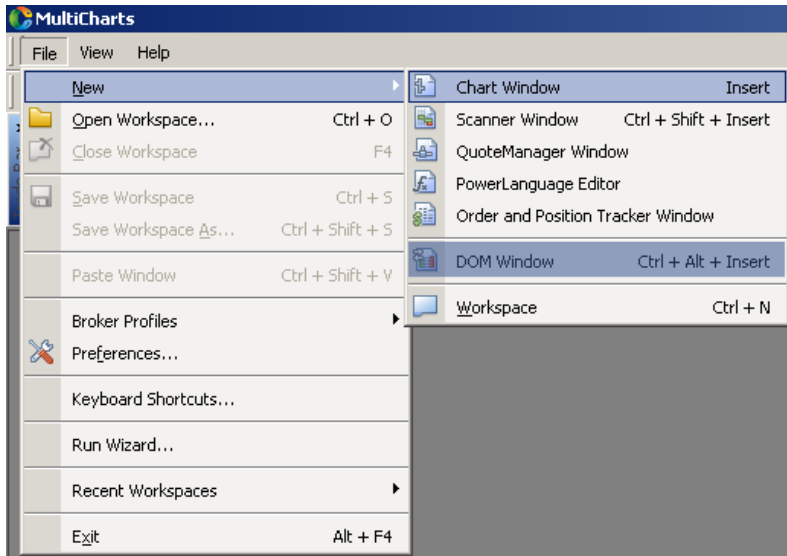 MultiCharts
File View Help
New
Open Workspace... Ctrl + O
Close Workspace F4
Save Workspace Ctrl + S
Save Workspace As... Ctrl + Shift + S
Paste Window Ctrl + Shift + V
Broker Profiles
Preferences...
Keyboard Shortcuts...
Run Wizard...
Recent Workspaces
Exit Alt + F4
Chart Window Insert
Scanner Window Ctrl + Shift + Insert
QuoteManager Window
PowerLanguage Editor
Order and Position Tracker Window
DOM Window Ctrl + Alt + Insert
Workspace Ctrl + N